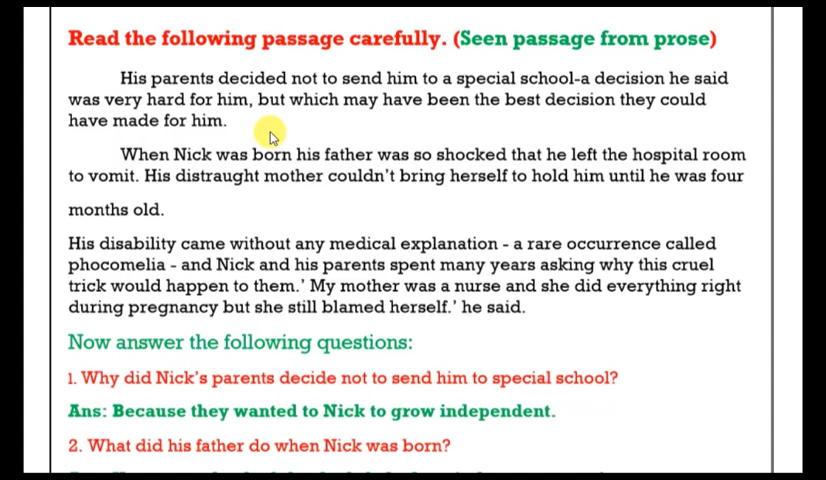 Read the following passage carefully. (Seen passage from prose)
His parents decided not to send him to a special school-a decision he said
was very hard for him, but which may have been the best decision they could
have made for him.
When Nick was born his father was so shocked that he left the hospital room
to vomit. His distraught mother couldn't bring herself to hold him until he was four
months old.
His disability came without any medical explanation - a rare occurrence called
phocomelia - and Nick and his parents spent many years asking why this cruel
trick would happen to them.' My mother was a nurse and she did everything right
during pregnancy but she still blamed herself.' he said.
Now answer the following questions:
1. Why did Nick's parents decide not to send him to special school?
Ans: Because they wanted to Nick to grow independent.
2. What did his father do when Nick was born?